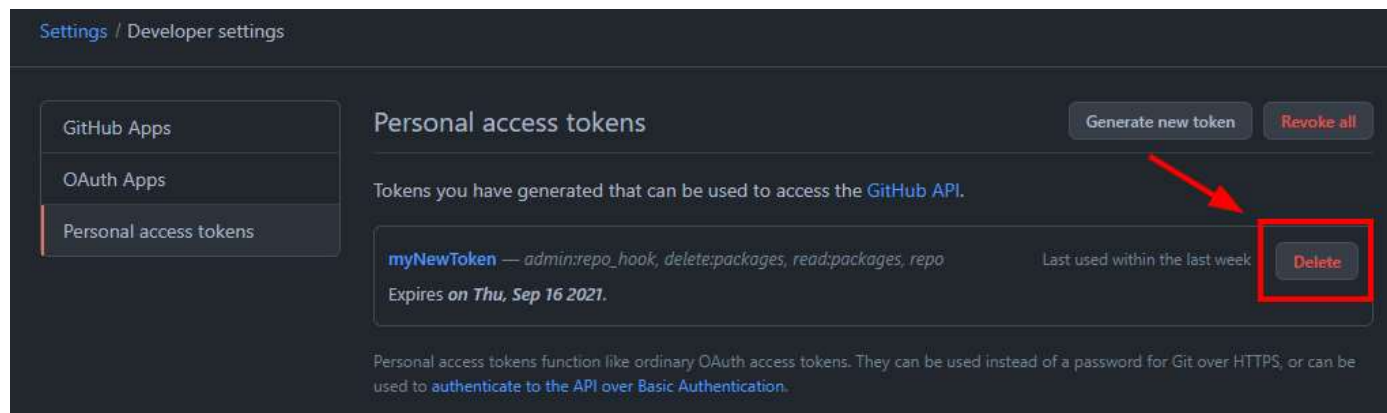 Settings / Developer settings
GitHub Apps
OAuth Apps
Personal access tokens
Personal access tokens
Generate new token
Revoke all
Tokens you have generated that can be used to access the GitHub API.
myNewToken — admin:repo_hook, delete:packages, read:packages, repo
Last used within the last week
Delete
Expires on Thu, Sep 16 2021.
Personal access tokens function like ordinary OAuth access tokens. They can be used instead of a password for Git over HTTPS, or can be
used to authenticate to the API over Basic Authentication.